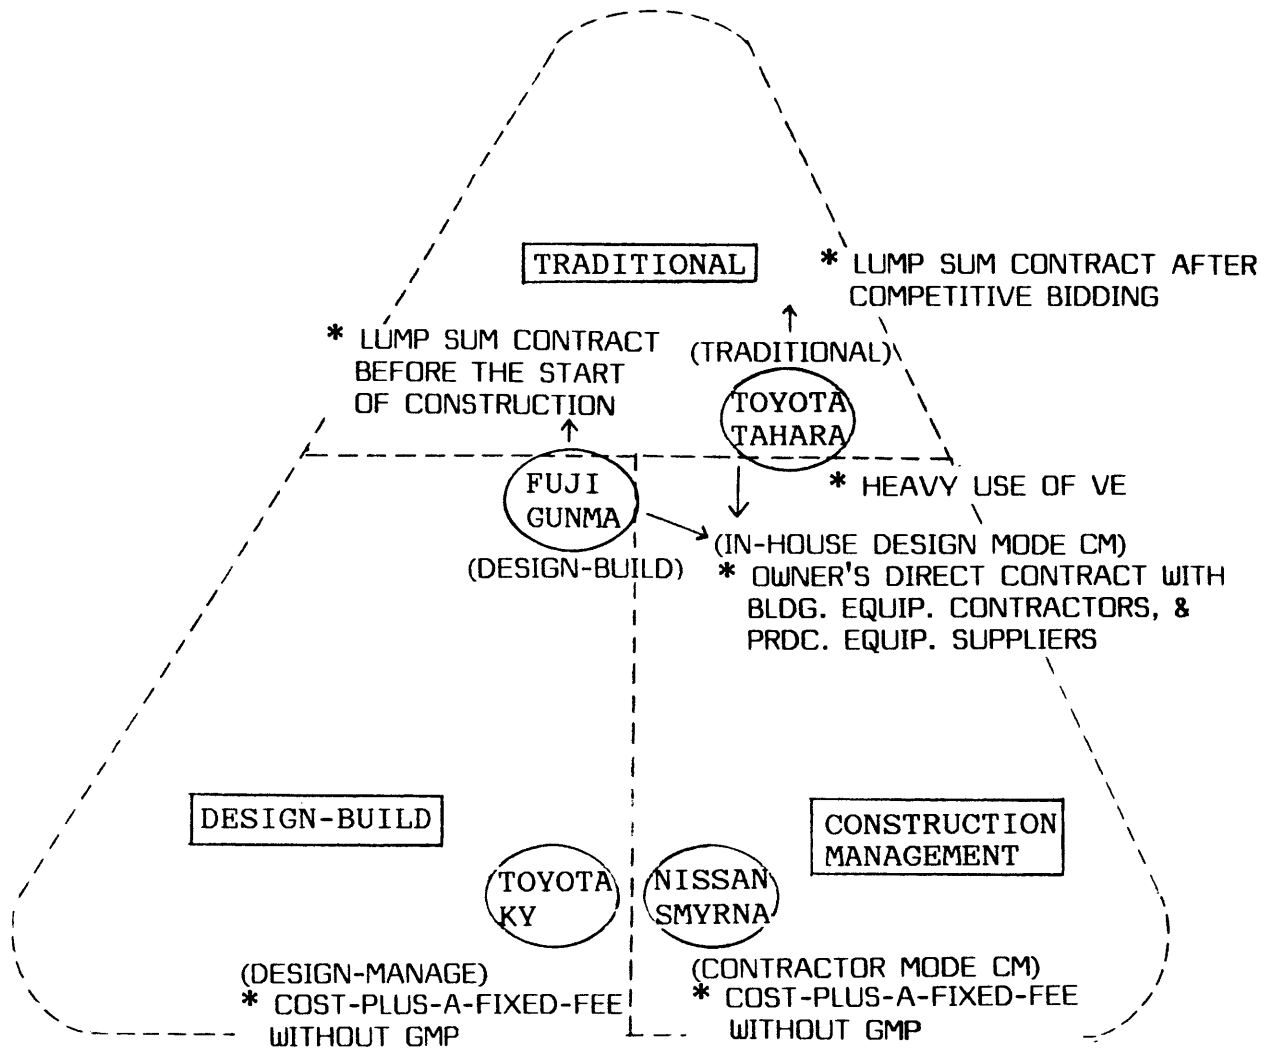 TRADITIONAL
* LUMP SUM CONTRACT AFTER
COMPETITIVE BIDDING
* LUMP SUM CONTRACT
BEFORE THE START
OF CONSTRUCTION
(TRADITIONAL)
TOYOTA
TAHARA
FUJI
GUNMA
(DESIGN-BUILD)
* HEAVY USE OF VE
(IN-HOUSE DESIGN MODE CM)
* OWNER'S DIRECT CONTRACT WITH
BLDG. EQUIP. CONTRACTORS, &
PRDC. EQUIP. SUPPLIERS
DESIGN-BUILD
CONSTRUCTION
MANAGEMENT
TOYOTA
KY
NISSAN
SMYRNA
(DESIGN-MANAGE)
* COST-PLUS-A-FIXED-FEE
WITHOUT GMP
(CONTRACTOR MODE CM)
* COST-PLUS-A-FIXED-FEE
WITHOUT GMP